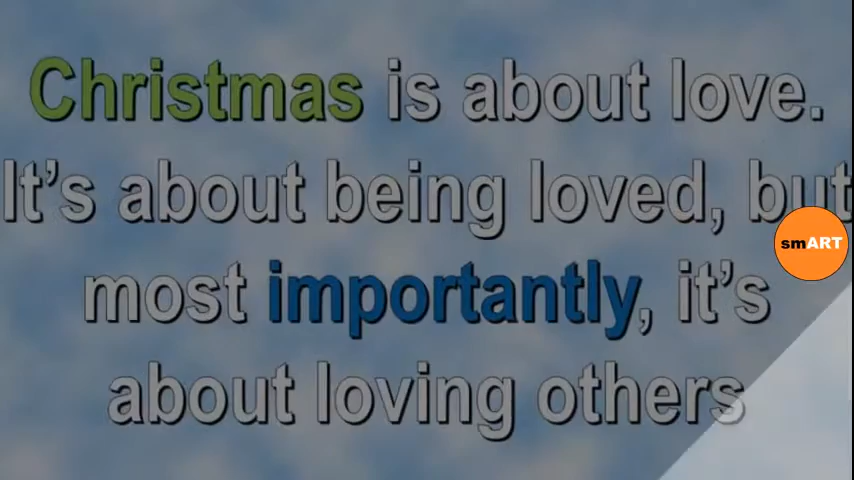 Christmas is about love.
It’s about being loved, but
most importantly, it’s
about loving others
smART